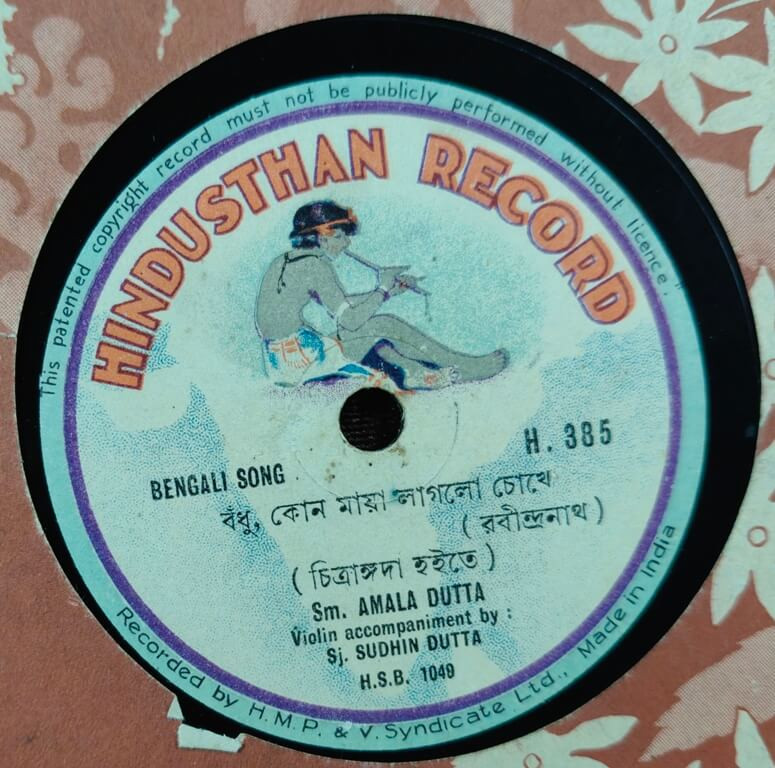 This patented copyright record must not be publicly performed without licence."
HINDUSTHAN RECORD
H. 385
BENGALI SONG
বঁধু, কোন মায়া লাগলো চোখে
( রবীন্দ্রনাথ )
( চিত্রাঙ্গদা হইতে )
Sm. AMALA DUTTA
Violin accompaniment by :
Sj. SUDHIN DUTTA
H.S.B. 1049
Recorded by H.M.P. & V. Syndicate Ltd., Made in India